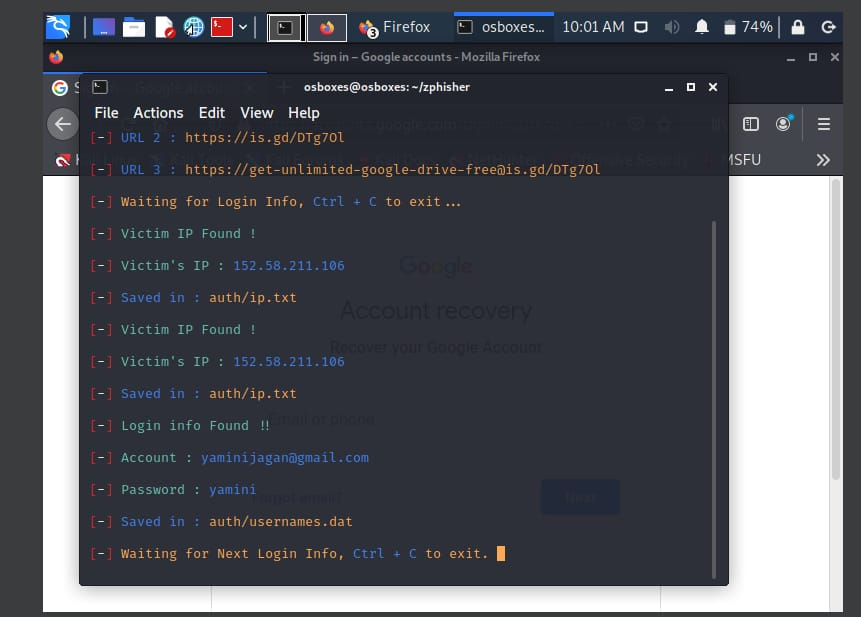 10:01 AM
74%
3
Firefox
osboxes...
Sign in – Google accounts - Mozilla Firefox
osboxes@osboxes: ~/zphisher
File Actions Edit View Help
[-] URL 2 : https://is.gd/DTg7Ol
[-] URL 3 : https://get-unlimited-google-drive-free@is.gd/DTg7Ol
MSFU
[-] Waiting for Login Info, Ctrl + C to exit...
[-] Victim IP Found !
[-] Victim's IP : 152.58.211.106
[-] Saved in : auth/ip.txt
[-] Victim IP Found !
[-] Victim's IP : 152.58.211.106
[-] Saved in : auth/ip.txt
[-] Login info Found !!
[-] Account : yaminijagan@gmail.com
[-] Password : yamini
[-] Saved in : auth/usernames.dat
[-] Waiting for Next Login Info, Ctrl + C to exit.
Google
Account recovery
Recover your Google Account
Email or phone
Forgot email?
Next